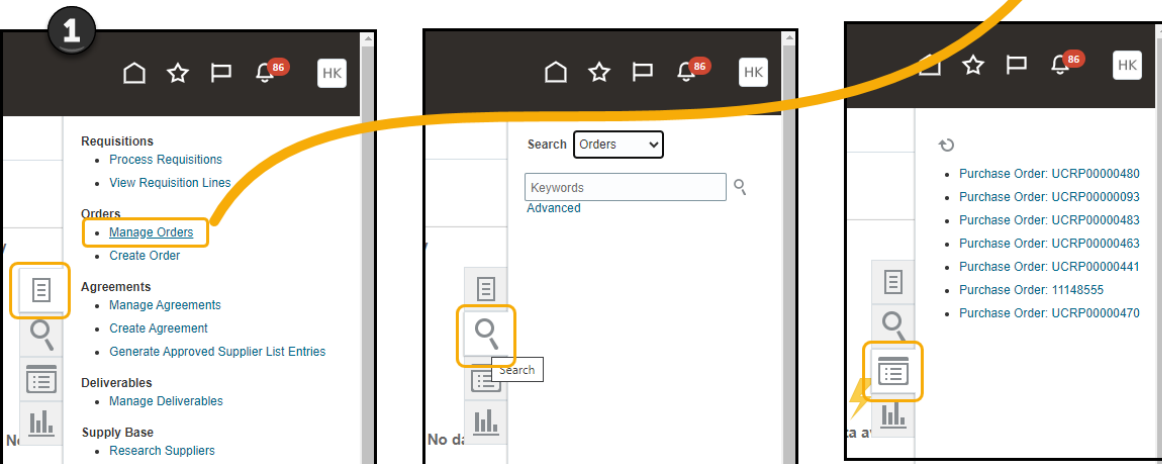 1
86
HK
Requisitions
Process Requisitions
View Requisition Lines
Orders
Manage Orders
Create Order
Agreements
Manage Agreements
Create Agreement
Generate Approved Supplier List Entries
Deliverables
Manage Deliverables
Supply Base
Research Suppliers
86
HK
Search Orders
Keywords
Advanced
Search
No da
86
HK
Purchase Order: UCRP00000480
Purchase Order: UCRP00000093
Purchase Order: UCRP00000483
Purchase Order: UCRP00000463
Purchase Order: UCRP00000441
Purchase Order: 11148555
Purchase Order: UCRP00000470